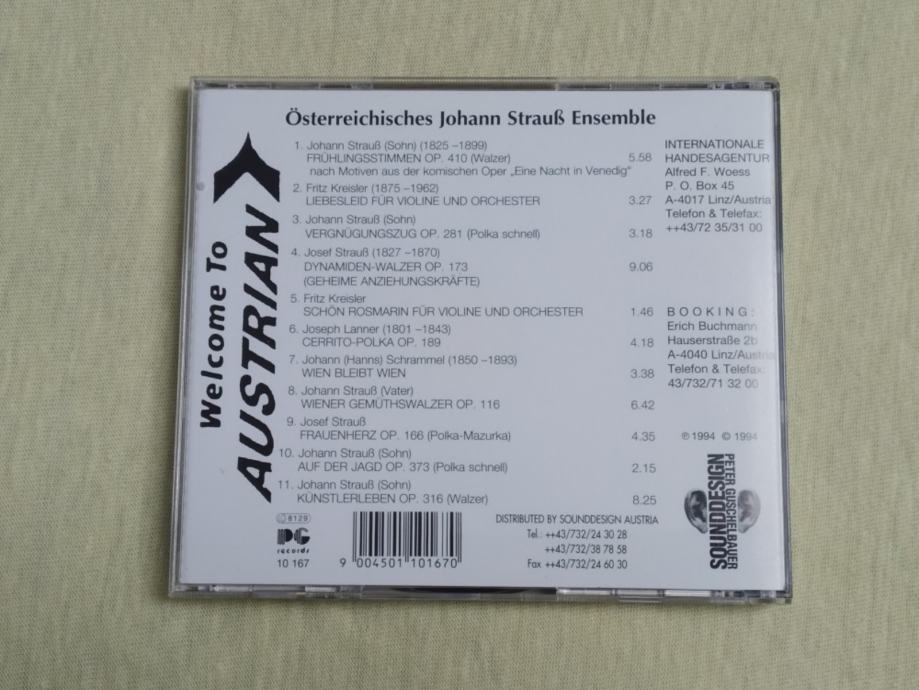 Welcome To
AUSTRIAN
Österreichisches Johann Strauß Ensemble
1. Johann Strauß (Sohn) (1825 –1899)
FRÜHLINGSSTIMMEN OP. 410 (Walzer) 5.58
nach Motiven aus der komischen Oper „Eine Nacht in Venedig"
2. Fritz Kreisler (1875 –1962)
LIEBESLEID FÜR VIOLINE UND ORCHESTER 3.27
3. Johann Strauß (Sohn)
VERGNÜGUNGSZUG OP. 281 (Polka schnell) 3.18
4. Josef Strauß (1827 –1870)
DYNAMIDEN-WALZER OP. 173 9.06
(GEHEIME ANZIEHUNGSKRÄFTE)
5. Fritz Kreisler
SCHÖN ROSMARIN FÜR VIOLINE UND ORCHESTER 1.46
6. Joseph Lanner (1801 –1843)
CERRITO-POLKA OP. 189 4.18
7. Johann (Hanns) Schrammel (1850 –1893)
WIEN BLEIBT WIEN 3.38
8. Johann Strauß (Vater)
WIENER GEMÜTHSWALZER OP. 116 6.42
9. Josef Strauß
FRAUENHERZ OP. 166 (Polka-Mazurka) 4.35
10. Johann Strauß (Sohn)
AUF DER JAGD OP. 373 (Polka schnell) 2.15
11. Johann Strauß (Sohn)
KÜNSTLERLEBEN OP. 316 (Walzer) 8.25
INTERNATIONALE
HANDESAGENTUR
Alfred F. Woess
P. O. Box 45
A-4017 Linz/Austria
Telefon & Telefax:
++43/72 35/31 00
BOOKING:
Erich Buchmann
Hauserstraße 2b
A-4040 Linz/Austria
Telefon & Telefax:
43/732/71 32 00
℗ 1994 © 1994
PETER GUSCHELBAUER
SOUNDDESIGN
8129
PG
records
10 167
9 004501 101670
DISTRIBUTED BY SOUNDDESIGN AUSTRIA
Tel.: ++43/732/24 30 28
++43/732/38 78 58
Fax ++43/732/24 60 30